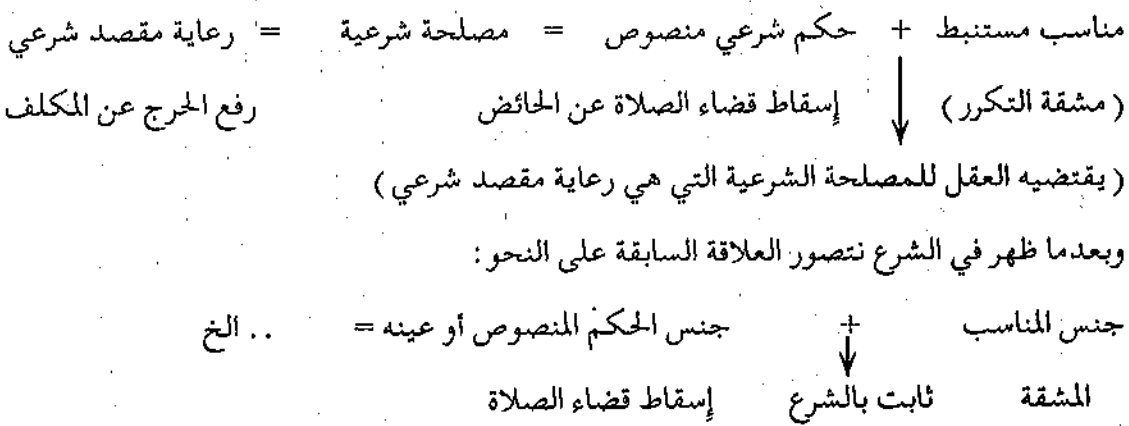 مناسب مستنبط + حكم شرعي منصوص = مصلحة شرعية = رعاية مقصد شرعي
( مشقة التكرر ) إسقاط قضاء الصلاة عن الحائض رفع الحرج عن المكلف
( يقتضيه العقل للمصلحة الشرعية التي هي رعاية مقصد شرعي )
وبعدما ظهر في الشرع نتصور العلاقة السابقة على النحو :
جنس المناسب + جنس الحكم المنصوص أو عينه = .. الخ
المشقة ثابت بالشرع إسقاط قضاء الصلاة